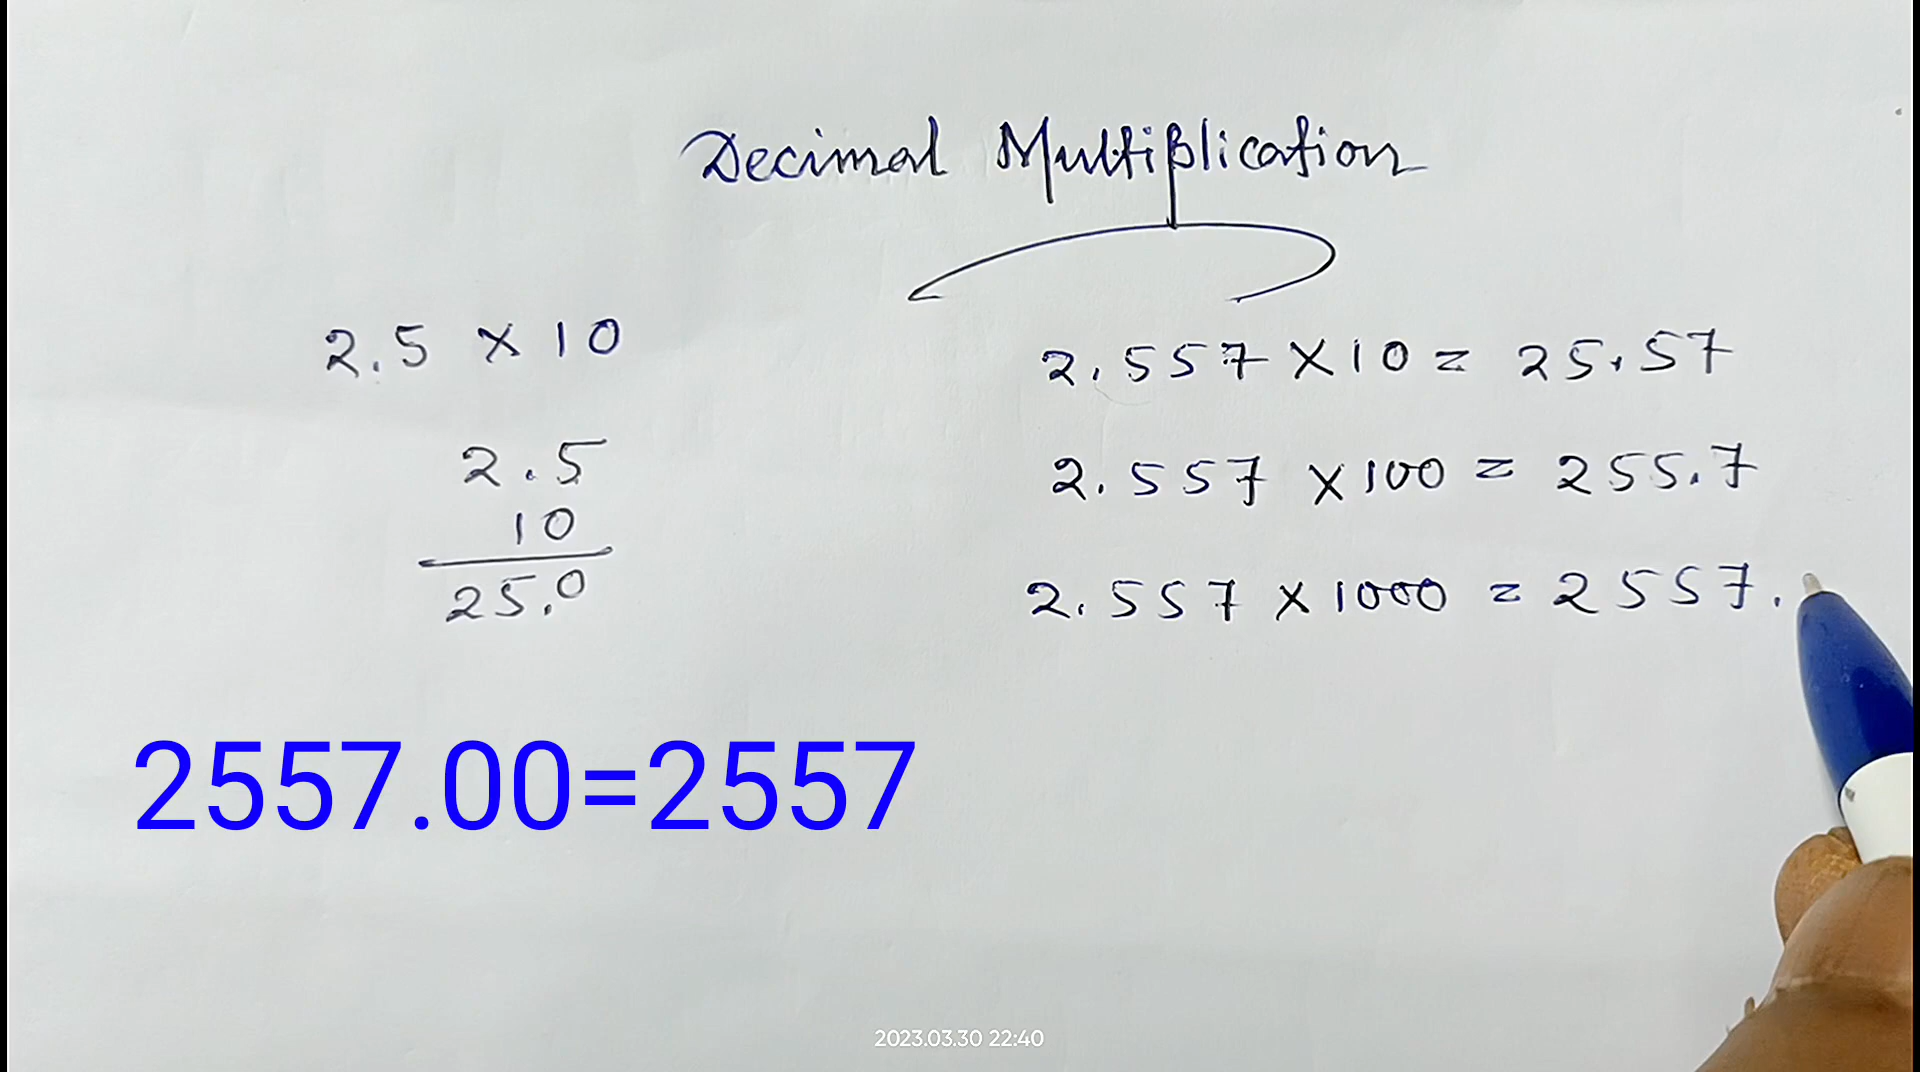 Decimal Multiplication
2.5 × 10
2.5
10
25.0
2.557 × 10 = 25.57
2.557 × 100 = 255.7
2.557 × 1000 = 2557.
2557.00=2557
2023.03.30 22:40